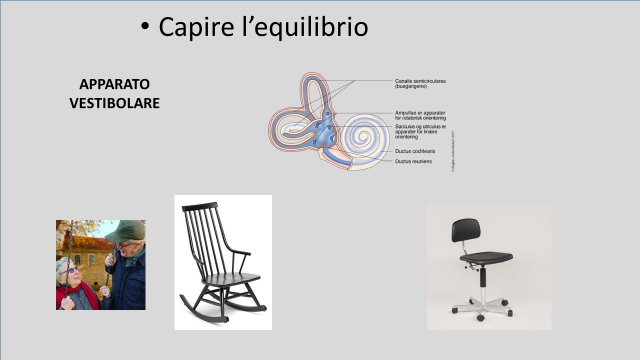 • Capire l'equilibrio
APPARATO
VESTIBOLARE
Canalis semicirculares
(buegangene)
Ampullae er apparater
for rotatorisk orientering
Sacculus og utriculus er
apparater for lineær
orientering
Ductus cochlearis
Ductus reuniens